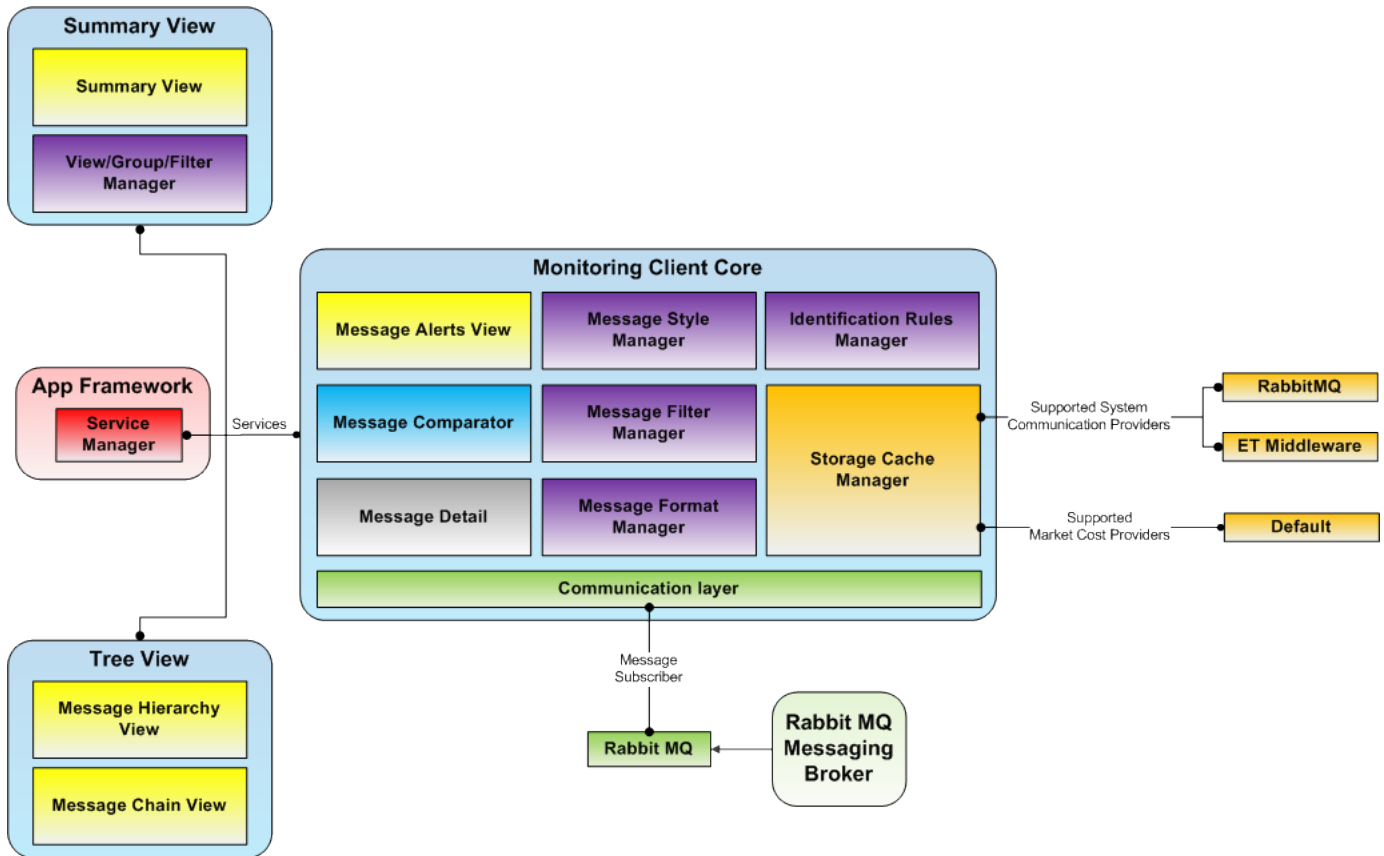 Summary View
Summary View
View/Group/Filter
Manager
Monitoring Client Core
Message Alerts View
Message Style
Manager
Identification Rules
Manager
App Framework
Service
Manager
Services
Message Comparator
Message Filter
Manager
Storage Cache
Manager
Message Detail
Message Format
Manager
Communication layer
Supported System
Communication Providers
RabbitMQ
ET Middleware
Supported
Market Cost Providers
Default
Message
Subscriber
Rabbit MQ
Rabbit MQ
Messaging
Broker
Tree View
Message Hierarchy
View
Message Chain View